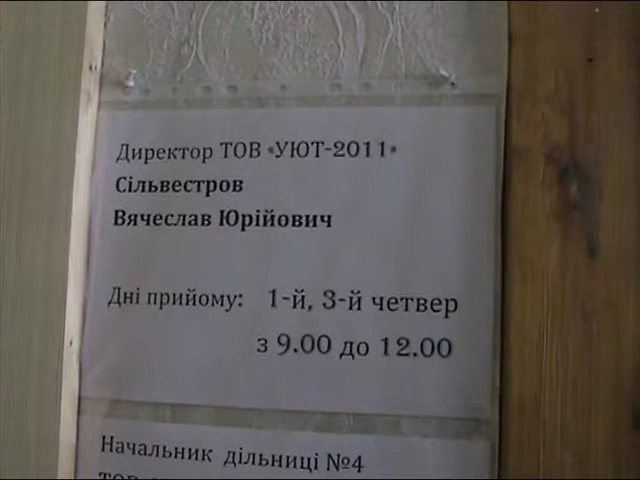 Директор ТОВ «УЮТ-2011»
Сільвестров
Вячеслав Юрійович
Дні прийому: 1-й, 3-й четвер
з 9.00 до 12.00
Начальник дільниці №4
ТОВ